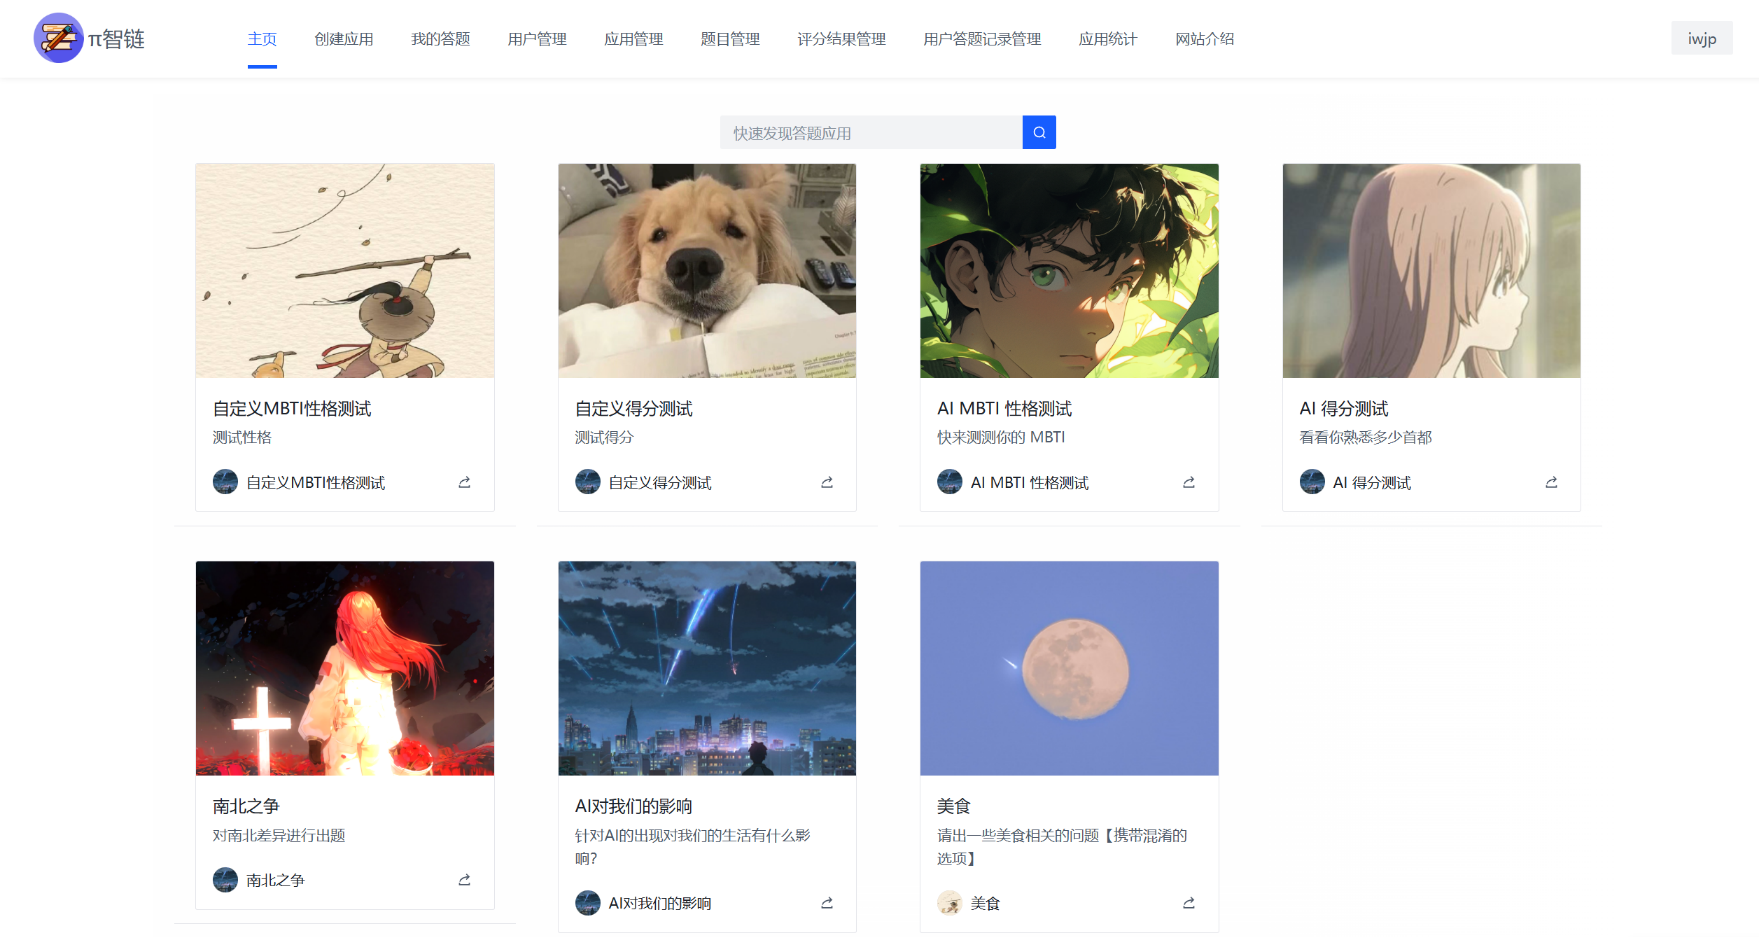 π智链
主页
创建应用
我的答题
用户管理
应用管理
题目管理
评分结果管理
用户答题记录管理
应用统计
网站介绍
iwjp
快速发现答题应用
自定义MBTI性格测试
测试性格
自定义MBTI性格测试
自定义得分测试
测试得分
自定义得分测试
AI MBTI 性格测试
快来测测你的 MBTI
AI MBTI 性格测试
AI 得分测试
看看你熟悉多少首都
AI 得分测试
南北之争
对南北差异进行出题
南北之争
AI对我们的影响
针对AI的出现对我们的生活有什么影
响?
AI对我们的影响
美食
请出一些美食相关的问题【携带混淆的
选项】
美食